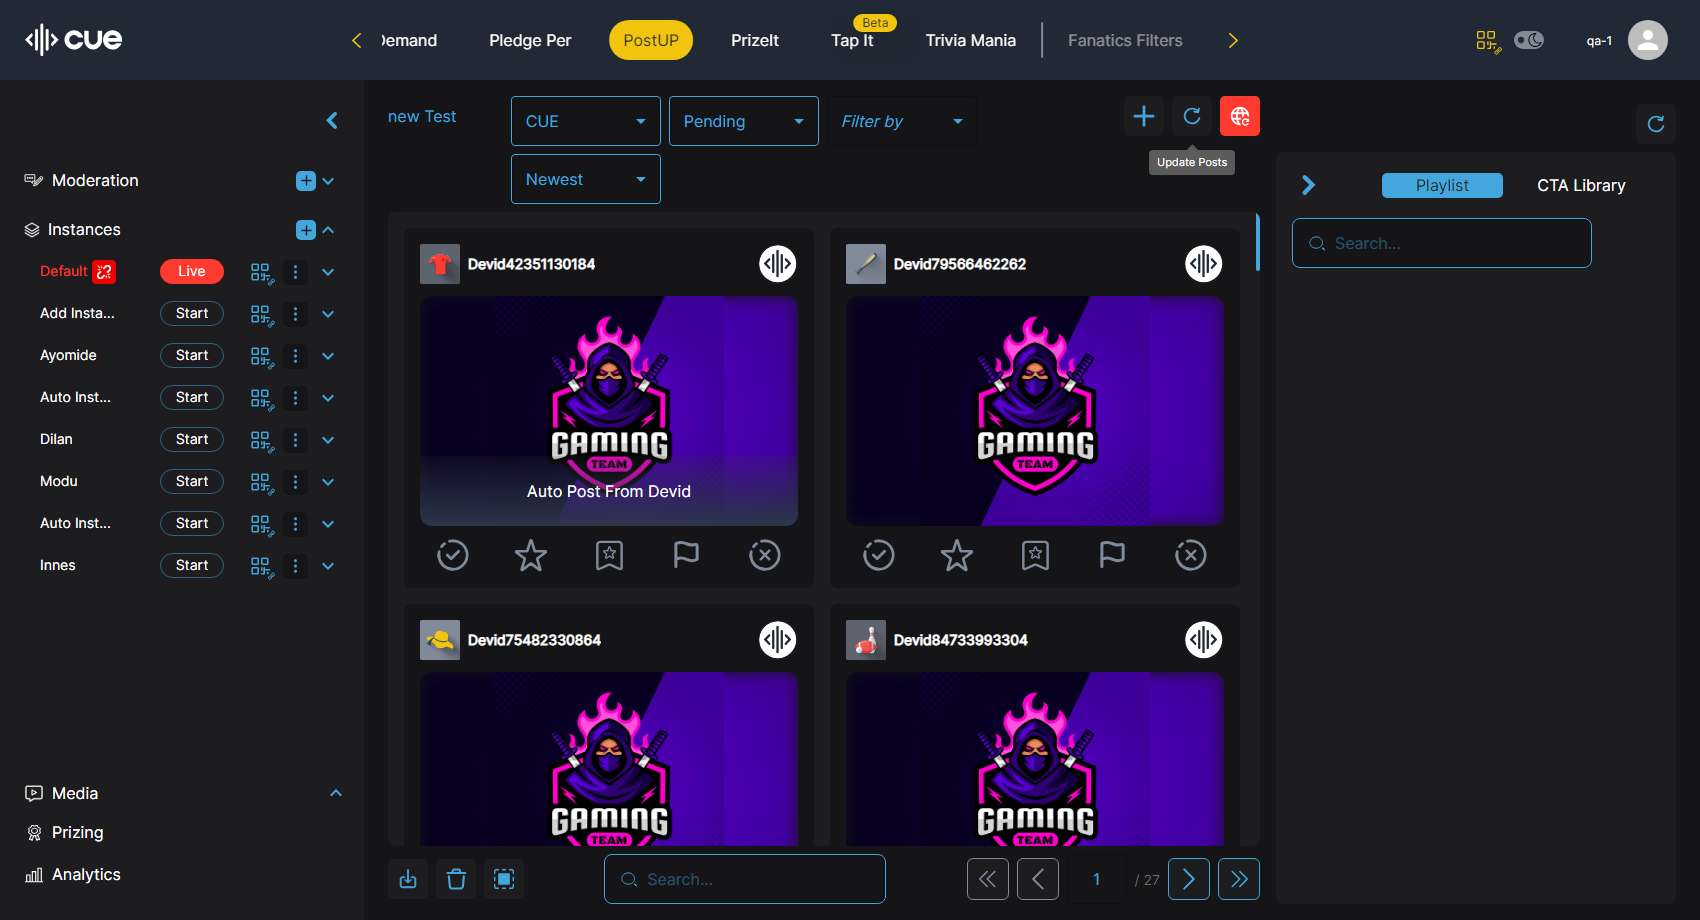 cue
Demand
Pledge Per
PostUP
PrizeIt
Beta
Tap It
Trivia Mania
Fanatics Filters
qa-1
Moderation
Instances
Default
Live
Add Insta...
Start
Ayomide
Start
Auto Inst...
Start
Dilan
Start
Modu
Start
Auto Inst...
Start
Innes
Start
Media
Prizing
Analytics
new Test
CUE
Pending
Filter by
Newest
Update Posts
Devid42351130184
GAMING
TEAM
Auto Post From Devid
Devid79566462262
GAMING
TEAM
Devid75482330864
GAMING
TEAM
Devid84733993304
GAMING
TEAM
Search...
1
/ 27
Playlist
CTA Library
Search...